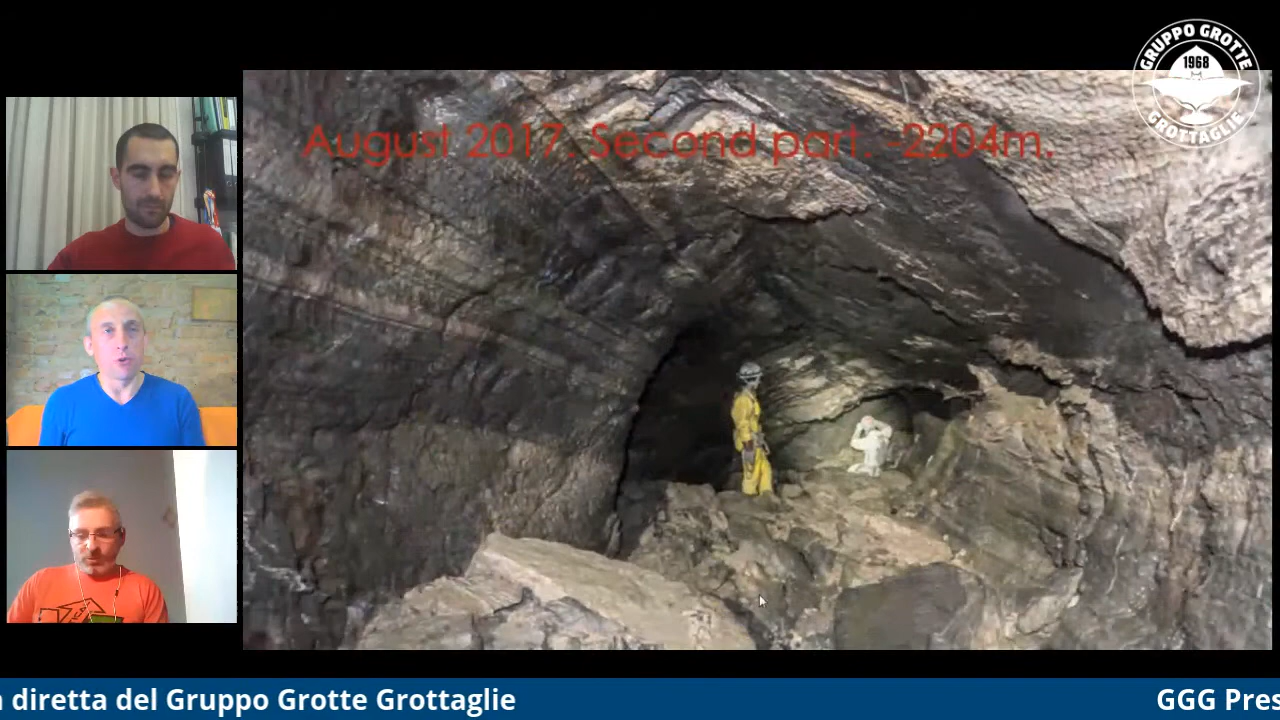 GRUPPO GROTTE
1968
GROTTAGLIE
August 2017. Second part. -2204m.
diretta del Gruppo Grotte Grottaglie
GGG Pres